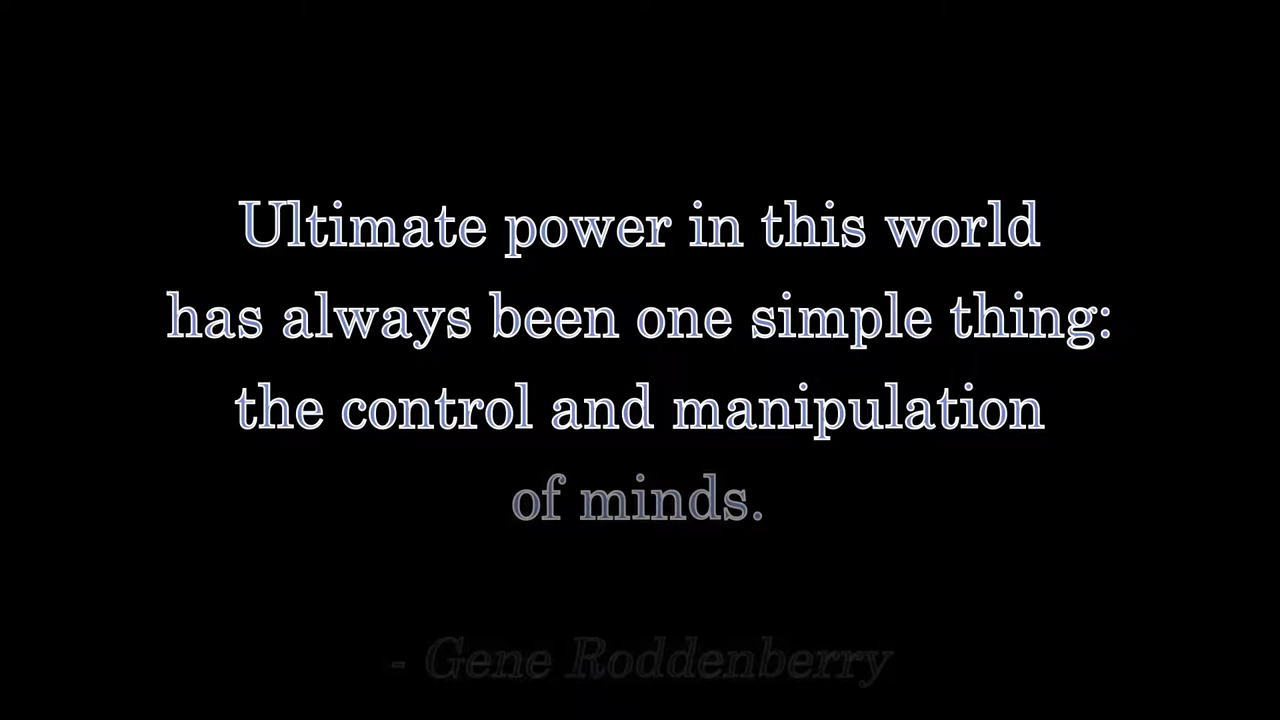 Ultimate power in this world
has always been one simple thing:
the control and manipulation
of minds.
- Gene Roddenberry